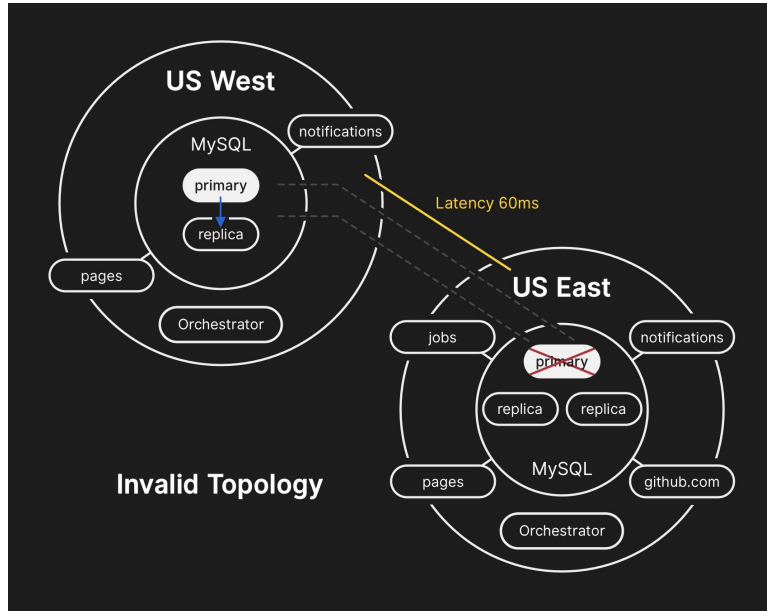 US West
notifications
MySQL
primary
replica
Latency 60ms
pages
US East
Orchestrator
jobs
notifications
primary
replica
replica
MySQL
Invalid Topology
pages
github.com
Orchestrator